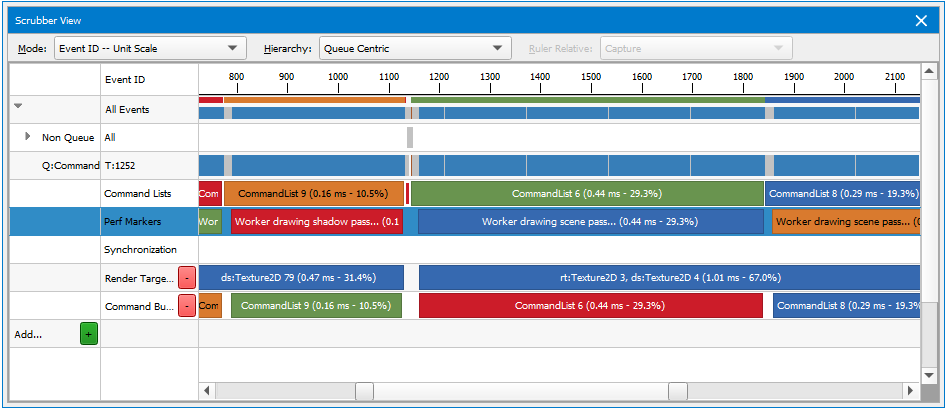 Scrubber View
Mode: Event ID -- Unit Scale Hierarchy: Queue Centric Ruler Relative: Capture
Event ID 800 900 1000 1100 1200 1300 1400 1500 1600 1700 1800 1900 2000 2100
All Events
Non Queue All
Q:Command T:1252
Command Lists Com CommandList 9 (0.16 ms - 10.5%) CommandList 6 (0.44 ms - 29.3%) CommandList 8 (0.29 ms - 19.3%)
Perf Markers Wor Worker drawing shadow pass... (0.1 Worker drawing scene pass... (0.44 ms - 29.3%) Worker drawing scene pass... (0
Synchronization
Render Targe... - ds:Texture2D 79 (0.47 ms - 31.4%) rt:Texture2D 3, ds:Texture2D 4 (1.01 ms - 67.0%)
Command Bu... - Com CommandList 9 (0.16 ms - 10.5%) CommandList 6 (0.44 ms - 29.3%) CommandList 8 (0.29 ms - 19.3%
Add... +